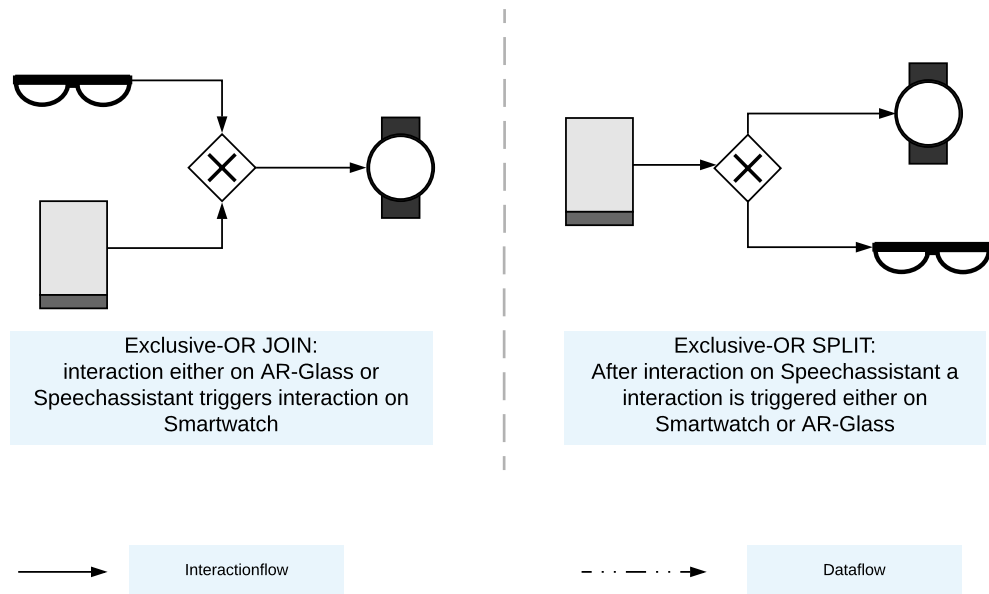 Exclusive-OR JOIN:
interaction either on AR-Glass or
Speechassistant triggers interaction on
Smartwatch
Exclusive-OR SPLIT:
After interaction on Speechassistant a
interaction is triggered either on
Smartwatch or AR-Glass
Interactionflow
Dataflow